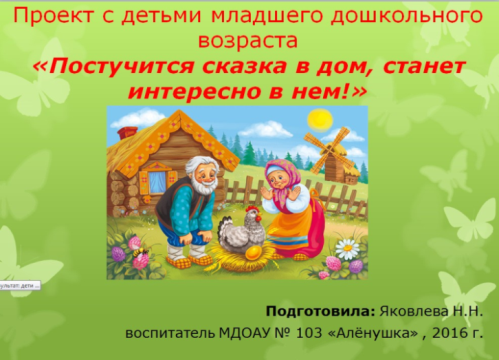 Проект с детьми младшего дошкольного
возраста
«Постучится сказка в дом, станет
интересно в нем!»
дети ...
Подготовила: Яковлева Н.Н.
воспитатель МДОАУ № 103 «Алёнушка» , 2016 г.